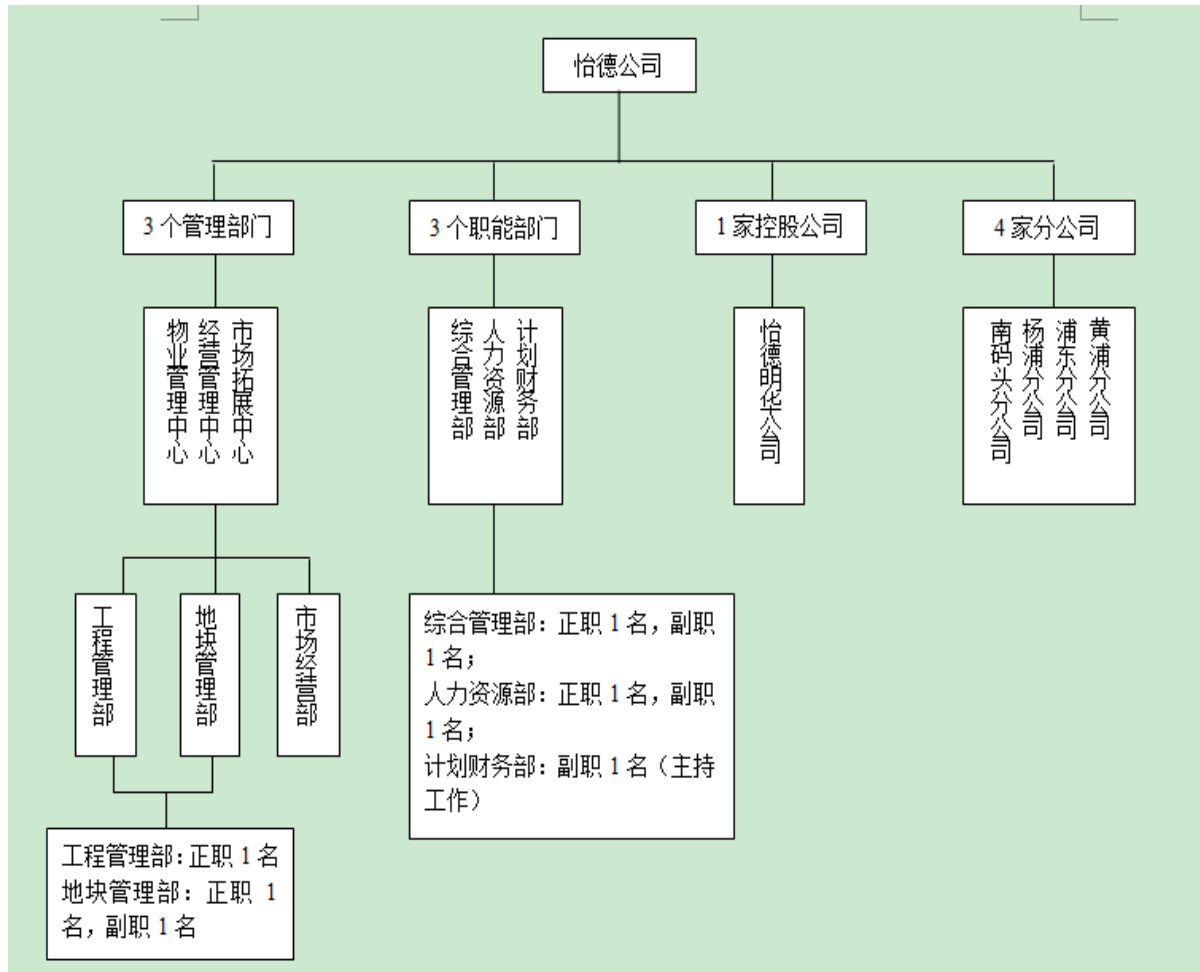 怡德公司
3 个管理部门
3 个职能部门
1 家控股公司
4 家分公司
市场拓展中心
经营管理中心
物业管理中心
计划财务部
人力资源部
综合管理部
怡德明华公司
黄浦分公司
浦东分公司
杨浦分公司
南码头分公司
工程管理部
地块管理部
市场经营部
综合管理部：正职 1 名，副职
1 名；
人力资源部：正职 1 名，副职
1 名；
计划财务部：副职 1 名（主持
工作）
工程管理部：正职 1 名
地块管理部：正职 1
名，副职 1 名